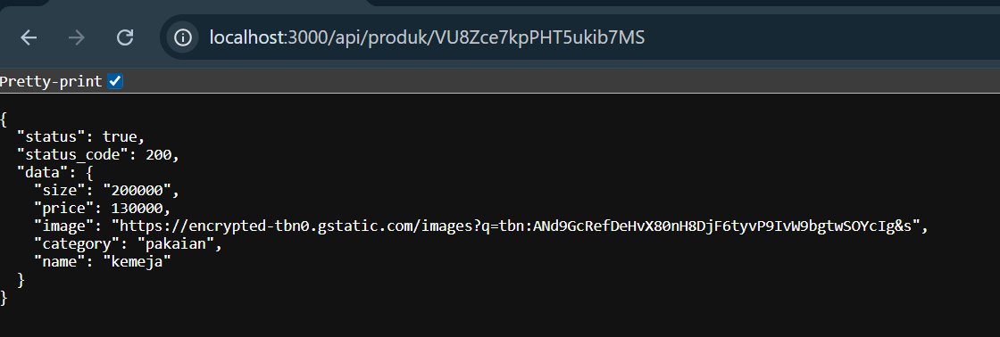 localhost:3000/api/produk/VU8Zce7kpPHT5ukib7MS
Pretty-print
{
  "status": true,
  "status_code": 200,
  "data": {
    "size": "200000",
    "price": 130000,
    "image": "https://encrypted-tbn0.gstatic.com/images?q=tbn:ANd9GcRefDeHvX80nH8DjF6tyvP9IvW9bgtwSOYcIg&s",
    "category": "pakaian",
    "name": "kemeja"
  }
}